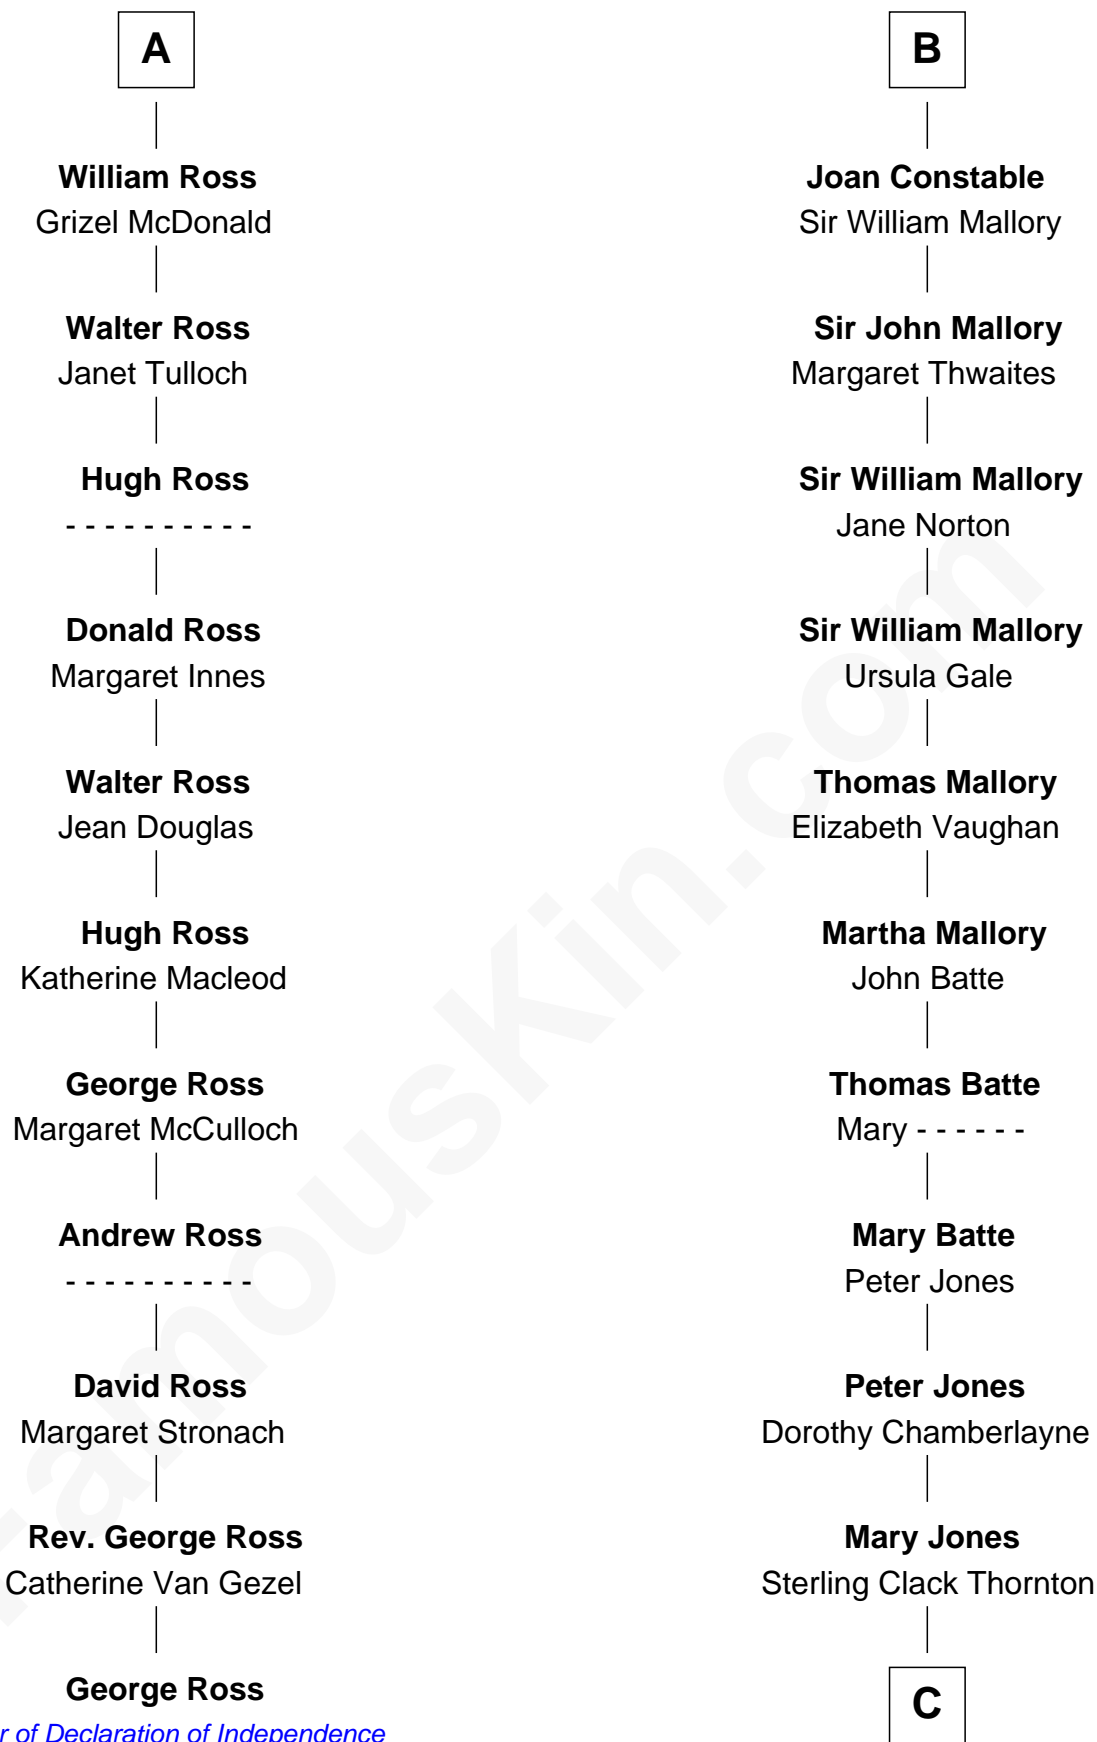 A
William Ross
Grizel McDonald
Walter Ross
Janet Tulloch
Hugh Ross
- - - - - - - - - -
Donald Ross
Margaret Innes
Walter Ross
Jean Douglas
Hugh Ross
Katherine Macleod
George Ross
Margaret McCulloch
Andrew Ross
- - - - - - - - - -
David Ross
Margaret Stronach
Rev. George Ross
Catherine Van Gezel
George Ross
r of Declaration of Independence
B
Joan Constable
Sir William Mallory
Sir John Mallory
Margaret Thwaites
Sir William Mallory
Jane Norton
Sir William Mallory
Ursula Gale
Thomas Mallory
Elizabeth Vaughan
Martha Mallory
John Batte
Thomas Batte
Mary - - - - - -
Mary Batte
Peter Jones
Peter Jones
Dorothy Chamberlayne
Mary Jones
Sterling Clack Thornton
C
FamousKin.com